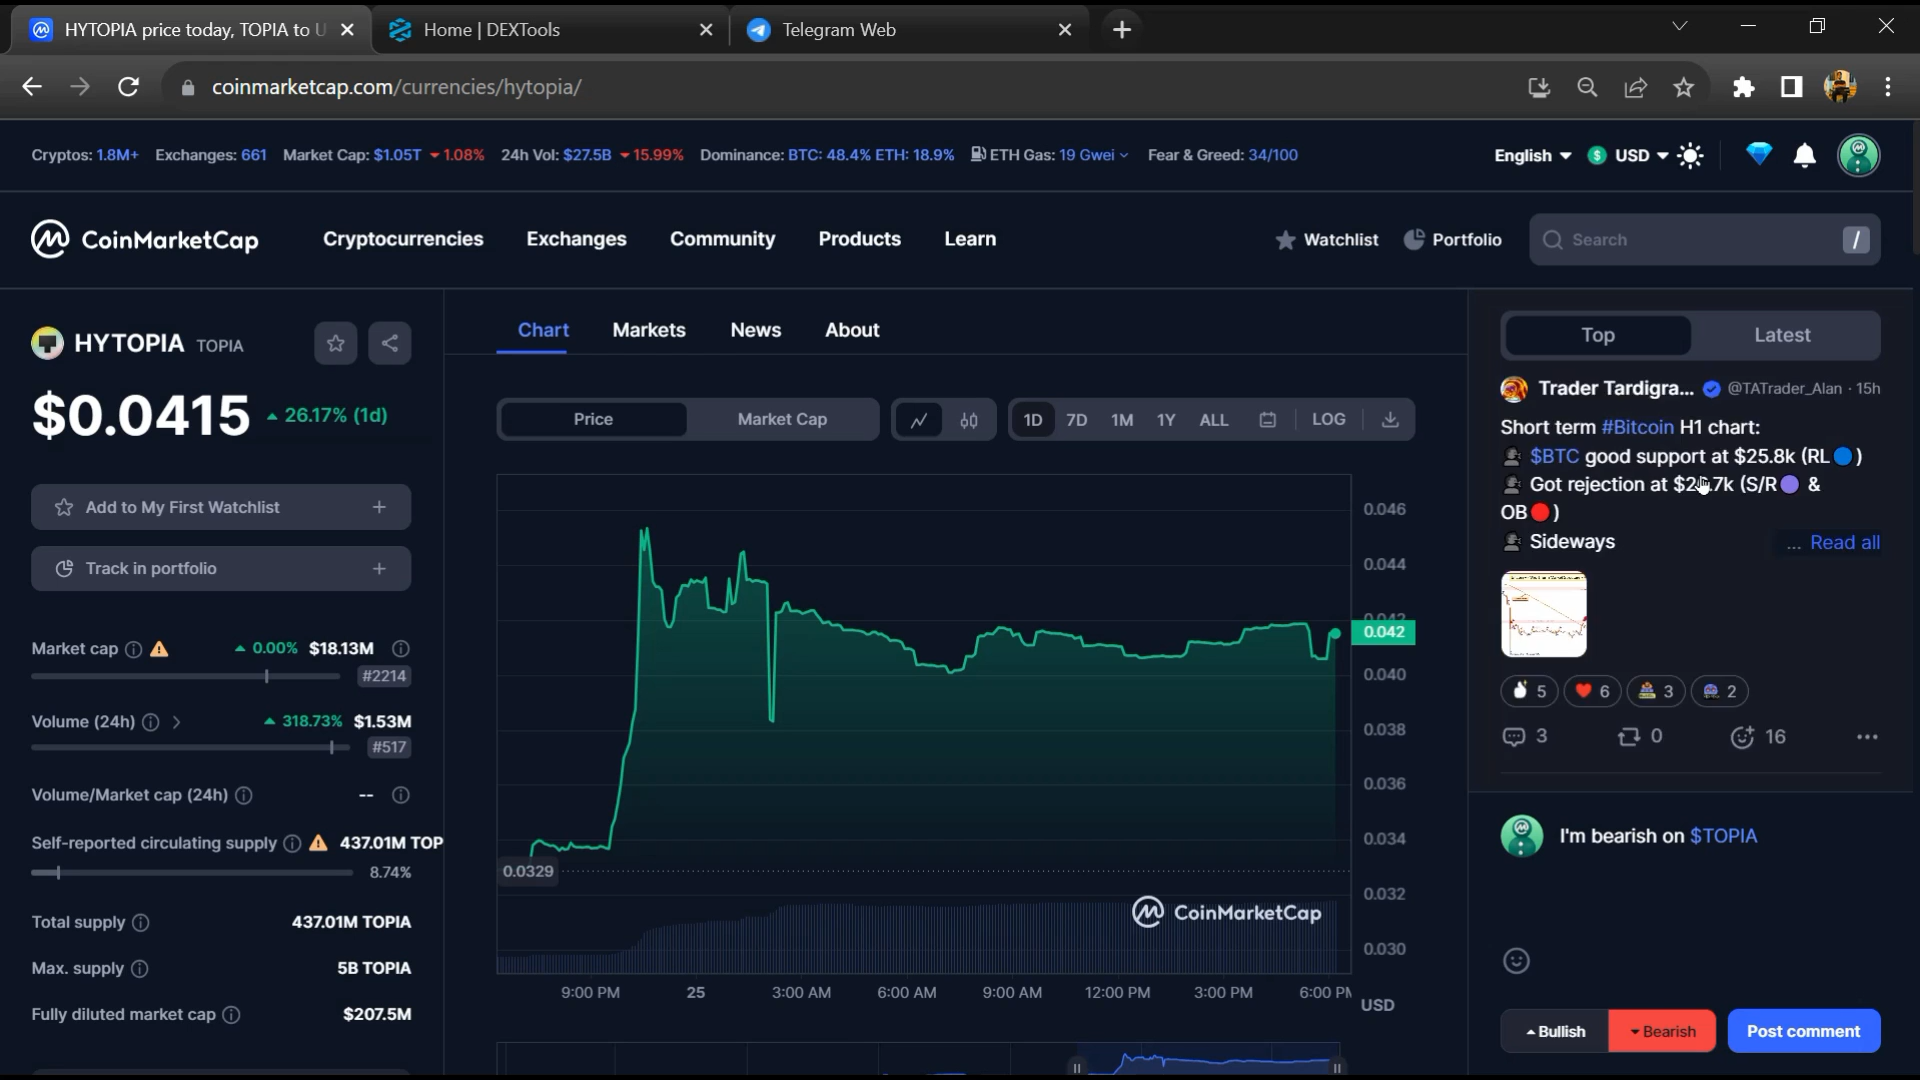 HYTOPIA price today, TOPIA to U
Home | DEXTools
Telegram Web
coinmarketcap.com/currencies/hytopia/
Cryptos: 1.8M+ Exchanges: 661 Market Cap: $1.05T 1.08% 24h Vol: $27.5B 15.99% Dominance: BTC: 48.4% ETH: 18.9% ETH Gas: 19 Gwei Fear & Greed: 34/100
English USD
CoinMarketCap
Cryptocurrencies Exchanges Community Products Learn
Watchlist Portfolio Search /
HYTOPIA TOPIA
$0.0415 26.17% (1d)
Add to My First Watchlist +
Track in portfolio +
Market cap 0.00% $18.13M
#2214
Volume (24h) 318.73% $1.53M
#517
Volume/Market cap (24h) --
Self-reported circulating supply 437.01M TOP
8.74%
Total supply 437.01M TOPIA
Max. supply 5B TOPIA
Fully diluted market cap $207.5M
Chart Markets News About
Price Market Cap
1D 7D 1M 1Y ALL LOG
0.046
0.044
0.042
0.042
0.040
0.038
0.036
0.034
0.032
0.030
0.0329
CoinMarketCap
9:00 PM 25 3:00 AM 6:00 AM 9:00 AM 12:00 PM 3:00 PM 6:00 PM
USD
Top Latest
Trader Tardigra... @TATrader_Alan · 15h
Short term #Bitcoin H1 chart:
$BTC good support at $25.8k (RL🔵)
Got rejection at (S/R🟣 &
OB🔴)
Sideways ... Read all
5 6 3 2
3 0 16 ...
I'm bearish on $TOPIA
Bullish Bearish Post comment